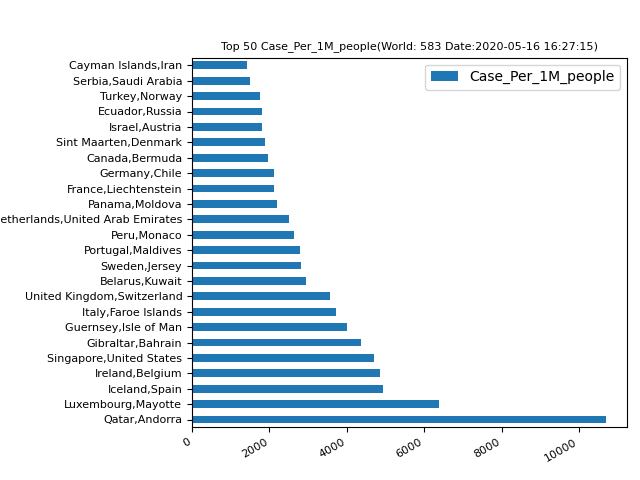 Top 50 Case_Per_1M_people(World: 583 Date:2020-05-16 16:27:15)
Case_Per_1M_people
Cayman Islands,Iran
Serbia,Saudi Arabia
Turkey,Norway
Ecuador,Russia
Israel,Austria
Sint Maarten,Denmark
Canada,Bermuda
Germany,Chile
France,Liechtenstein
Panama,Moldova
etherlands,United Arab Emirates
Peru,Monaco
Portugal,Maldives
Sweden,Jersey
Belarus,Kuwait
United Kingdom,Switzerland
Italy,Faroe Islands
Guernsey,Isle of Man
Gibraltar,Bahrain
Singapore,United States
Ireland,Belgium
Iceland,Spain
Luxembourg,Mayotte
Qatar,Andorra
0 2000 4000 6000 8000 10000